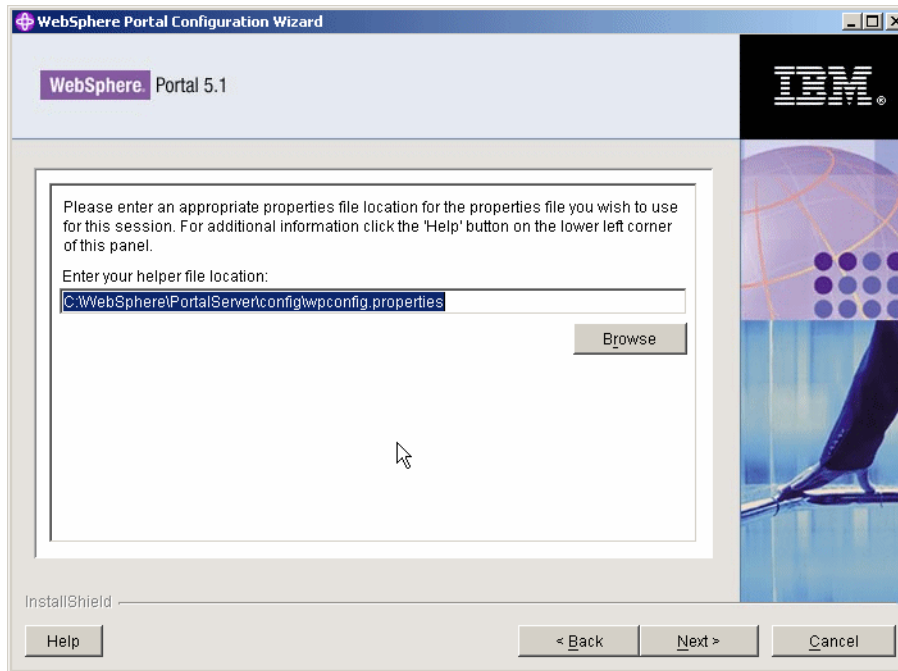 WebSphere Portal Configuration Wizard
WebSphere. Portal 5.1
IBM®
Please enter an appropriate properties file location for the properties file you wish to use
for this session. For additional information click the 'Help' button on the lower left corner
of this panel.
Enter your helper file location:
C:\WebSphere\PortalServer\config\wpconfig.properties
Browse
InstallShield
Help
< Back
Next >
Cancel